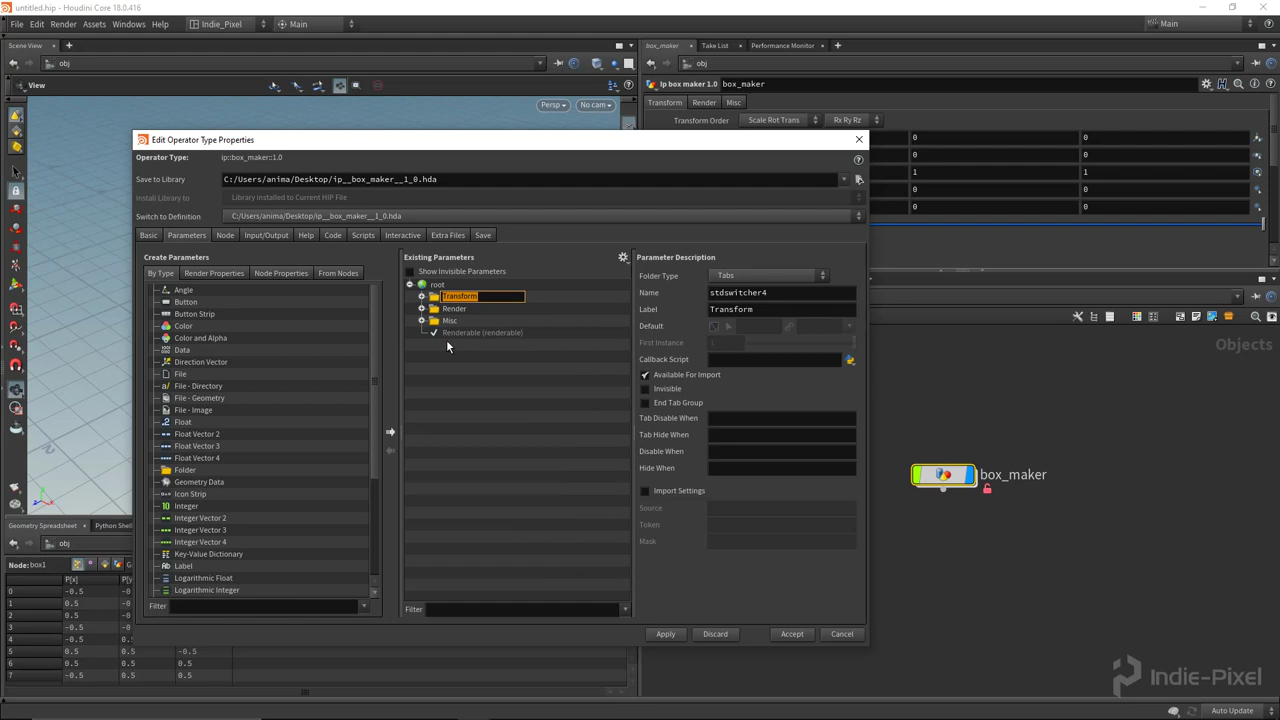 untitled.hip - Houdini Core 18.0.416
File Edit Render Assets Windows Help Indie_Pixel Main
Main
Scene View
box_maker Take List Performance Monitor
obj
obj
View
Ip box maker 1.0 box_maker
Persp No cam
Transform Render Misc
Transform Order Scale Rot Trans Rx Ry Rz
0 0
0 0
1 1
0 0
0 0
Edit Operator Type Properties
Operator Type: ip::box_maker::1.0
Save to Library C:/Users/anima/Desktop/ip__box_maker__1_0.hda
Install Library to Library installed to Current HIP File
Switch to Definition C:/Users/anima/Desktop/ip__box_maker__1_0.hda
Basic Parameters Node Input/Output Help Code Scripts Interactive Extra Files Save
Create Parameters
By Type Render Properties Node Properties From Nodes
Angle
Button
Button Strip
Color
Color and Alpha
Data
Direction Vector
File
File - Directory
File - Geometry
File - Image
Float
Float Vector 2
Float Vector 3
Float Vector 4
Folder
Geometry Data
Icon Strip
Integer
Integer Vector 2
Integer Vector 3
Integer Vector 4
Key-Value Dictionary
Label
Logarithmic Float
Logarithmic Integer
Filter
Existing Parameters
Show Invisible Parameters
root
Transform
Render
Misc
Renderable (renderable)
Filter
Parameter Description
Folder Type Tabs
Name stdswitcher4
Label Transform
Default
First Instance 1
Callback Script
Available For Import
Invisible
End Tab Group
Tab Disable When
Tab Hide When
Disable When
Hide When
Import Settings
Source
Token
Mask
Apply Discard Accept Cancel
Objects
box_maker
Geometry Spreadsheet Python Shell
obj
Node: box1
P[x]
0 -0.5
1 0.5
2 0.5
3 -0.5
4 -0.5
5 0.5 0.5 0.5
6 0.5 0.5 0.5
7 -0.5 0.5 0.5
Indie-Pixel
Auto Update